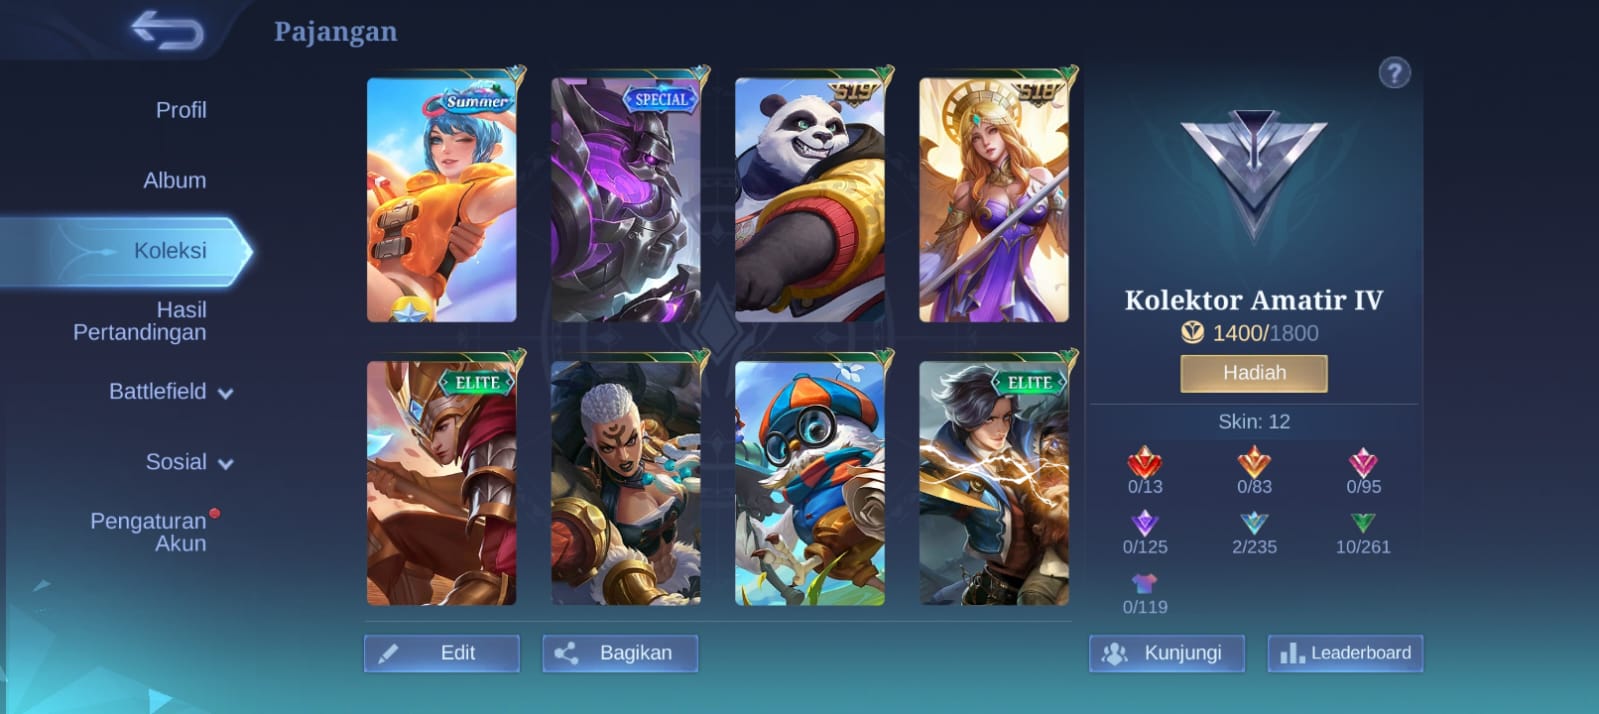 Pajangan
?
Profil
Album
Koleksi
Hasil
Pertandingan
Battlefield
Sosial
Pengaturan
Akun
Summer
SPECIAL
S19
S18
ELITE
ELITE
Edit
Bagikan
Kolektor Amatir IV
1400/1800
Hadiah
Skin: 12
0/13
0/83
0/95
0/125
2/235
10/261
0/119
Kunjungi
Leaderboard